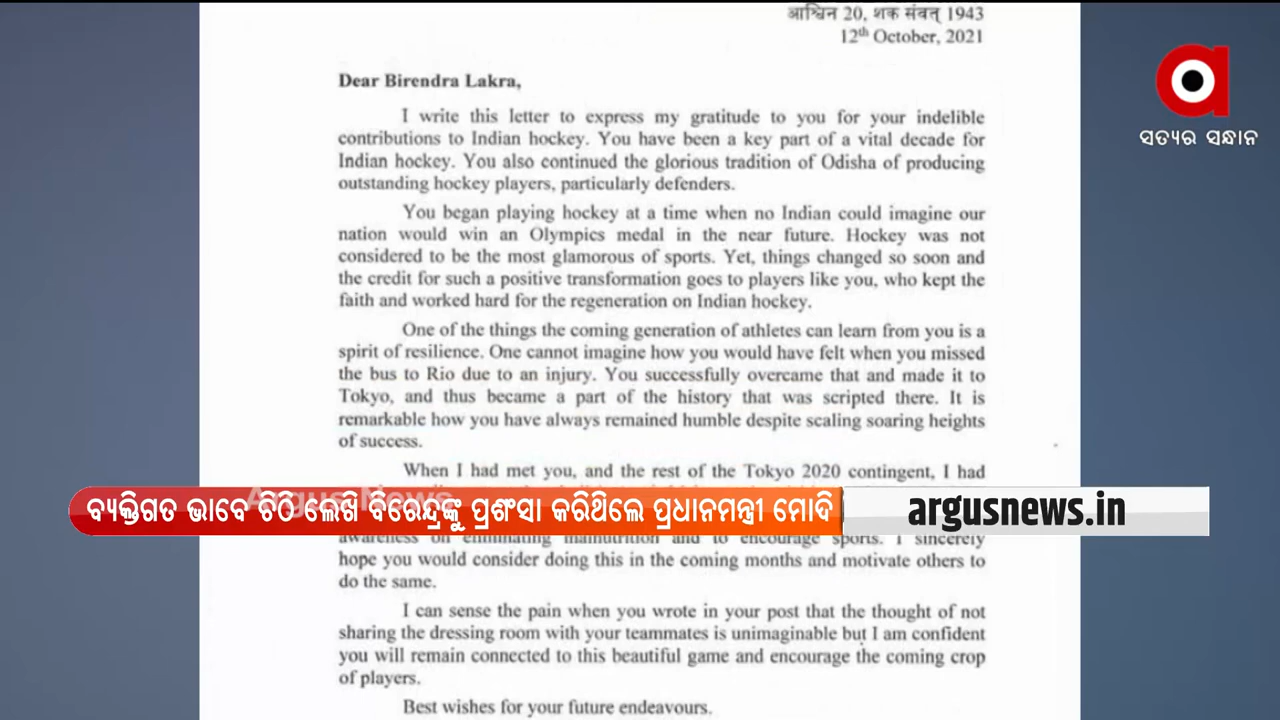 आश्विन 20, शक संवत् 1943
12th October, 2021
Dear Birendra Lakra,
I write this letter to express my gratitude to you for your indelible
contributions to Indian hockey. You have been a key part of a vital decade for
Indian hockey. You also continued the glorious tradition of Odisha of producing
outstanding hockey players, particularly defenders.
You began playing hockey at a time when no Indian could imagine our
nation would win an Olympics medal in the near future. Hockey was not
considered to be the most glamorous of sports. Yet, things changed so soon and
the credit for such a positive transformation goes to players like you, who kept the
faith and worked hard for the regeneration on Indian hockey.
One of the things the coming generation of athletes can learn from you is a
spirit of resilience. One cannot imagine how you would have felt when you missed
the bus to Rio due to an injury. You successfully overcame that and made it to
Tokyo, and thus became a part of the history that was scripted there. It is
remarkable how you have always remained humble despite scaling soaring heights
of success.
When I had met you, and the rest of the Tokyo 2020 contingent, I had
awareness on eliminating malnutrition and to encourage sports. I sincerely
hope you would consider doing this in the coming months and motivate others to
do the same.
I can sense the pain when you wrote in your post that the thought of not
sharing the dressing room with your teammates is unimaginable but I am confident
you will remain connected to this beautiful game and encourage the coming crop
of players.
Best wishes for your future endeavours.
ସତ୍ୟର ସନ୍ଧାନ
Argus News
ବ୍ୟକ୍ତିଗତ ଭାବେ ଚିଠି ଲେଖି ବିରେନ୍ଦ୍ରଙ୍କୁ ପ୍ରଶଂସା କରିଥିଲେ ପ୍ରଧାନମନ୍ତ୍ରୀ ମୋଦି
argusnews.in